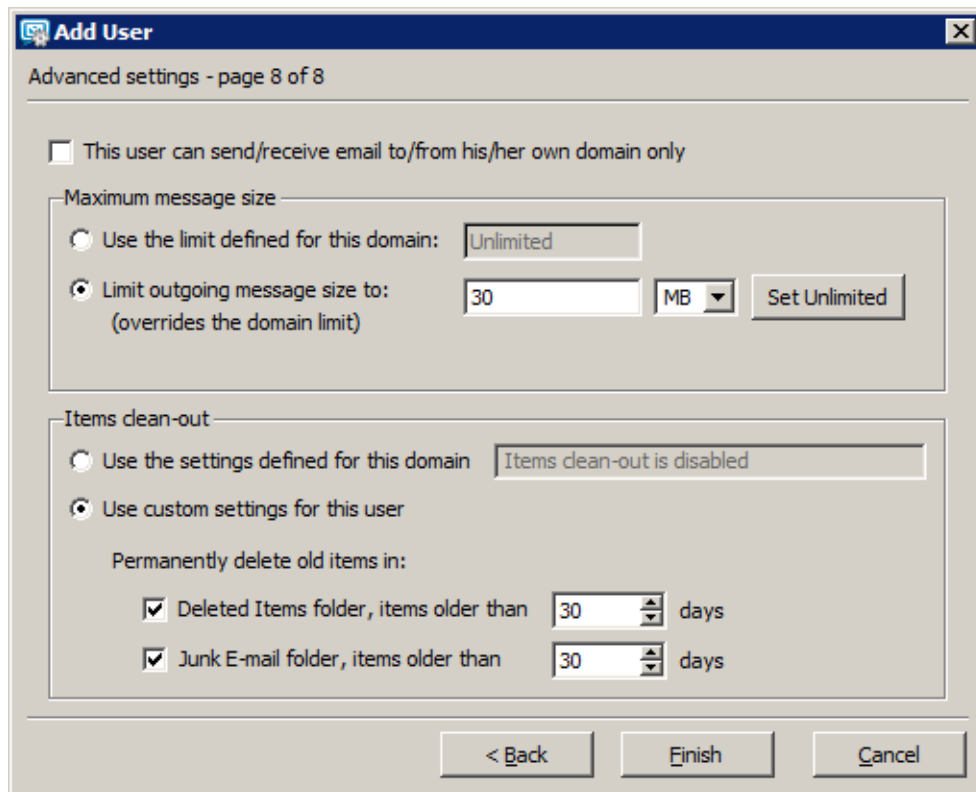 Add User
Advanced settings - page 8 of 8
This user can send/receive email to/from his/her own domain only
Maximum message size
Use the limit defined for this domain: Unlimited
Limit outgoing message size to: 30 MB Set Unlimited
(overrides the domain limit)
Items clean-out
Use the settings defined for this domain Items clean-out is disabled
Use custom settings for this user
Permanently delete old items in:
Deleted Items folder, items older than 30 days
Junk E-mail folder, items older than 30 days
< Back Finish Cancel